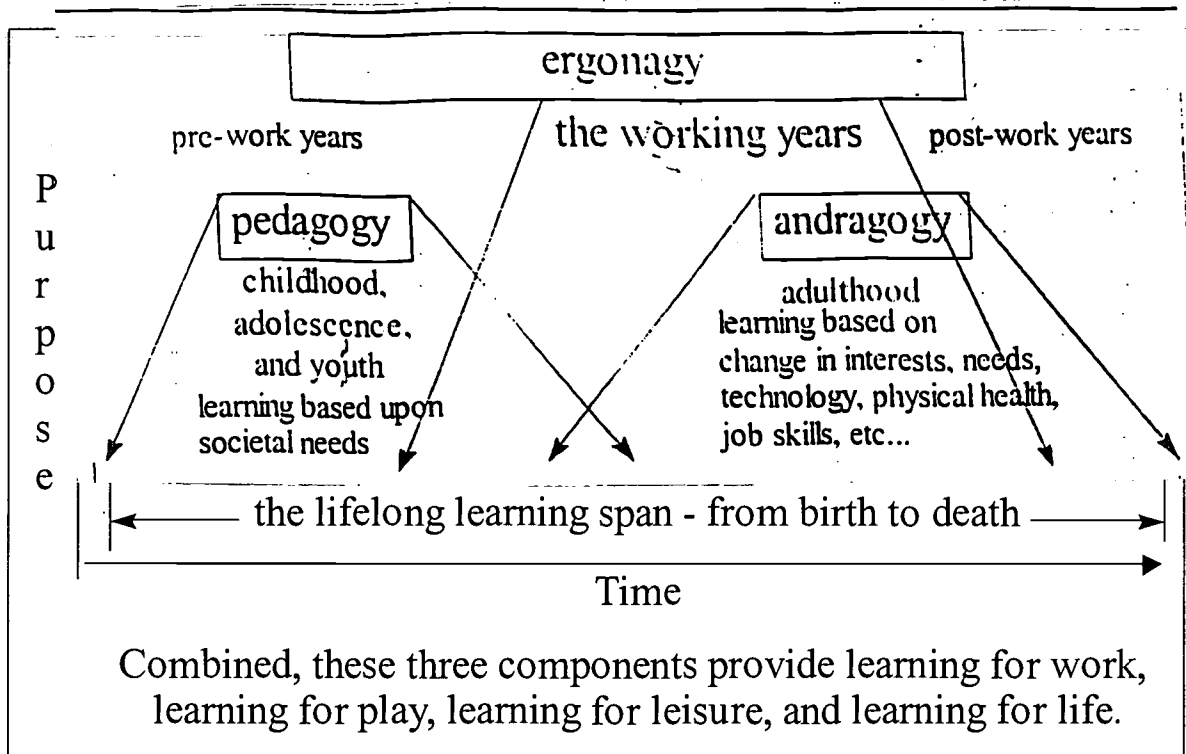 ergonagy
pre-work years
the working years
post-work years
Purpose
pedagogy
childhood,
adolescence,
and youth
learning based upon
societal needs
andragogy
adulthood
learning based on
change in interests, needs,
technology, physical health,
job skills, etc...
the lifelong learning span - from birth to death
Time
Combined, these three components provide learning for work,
learning for play, learning for leisure, and learning for life.